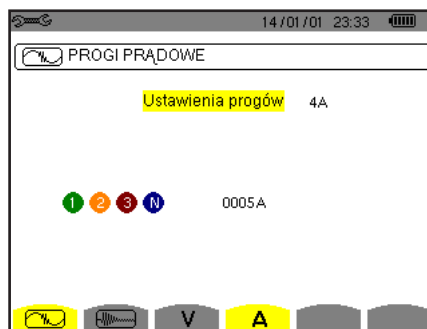 14/01/01 23:33
PROGI PRĄDOWE
Ustawienia progów 4A
1 2 3 N 0005A
V A